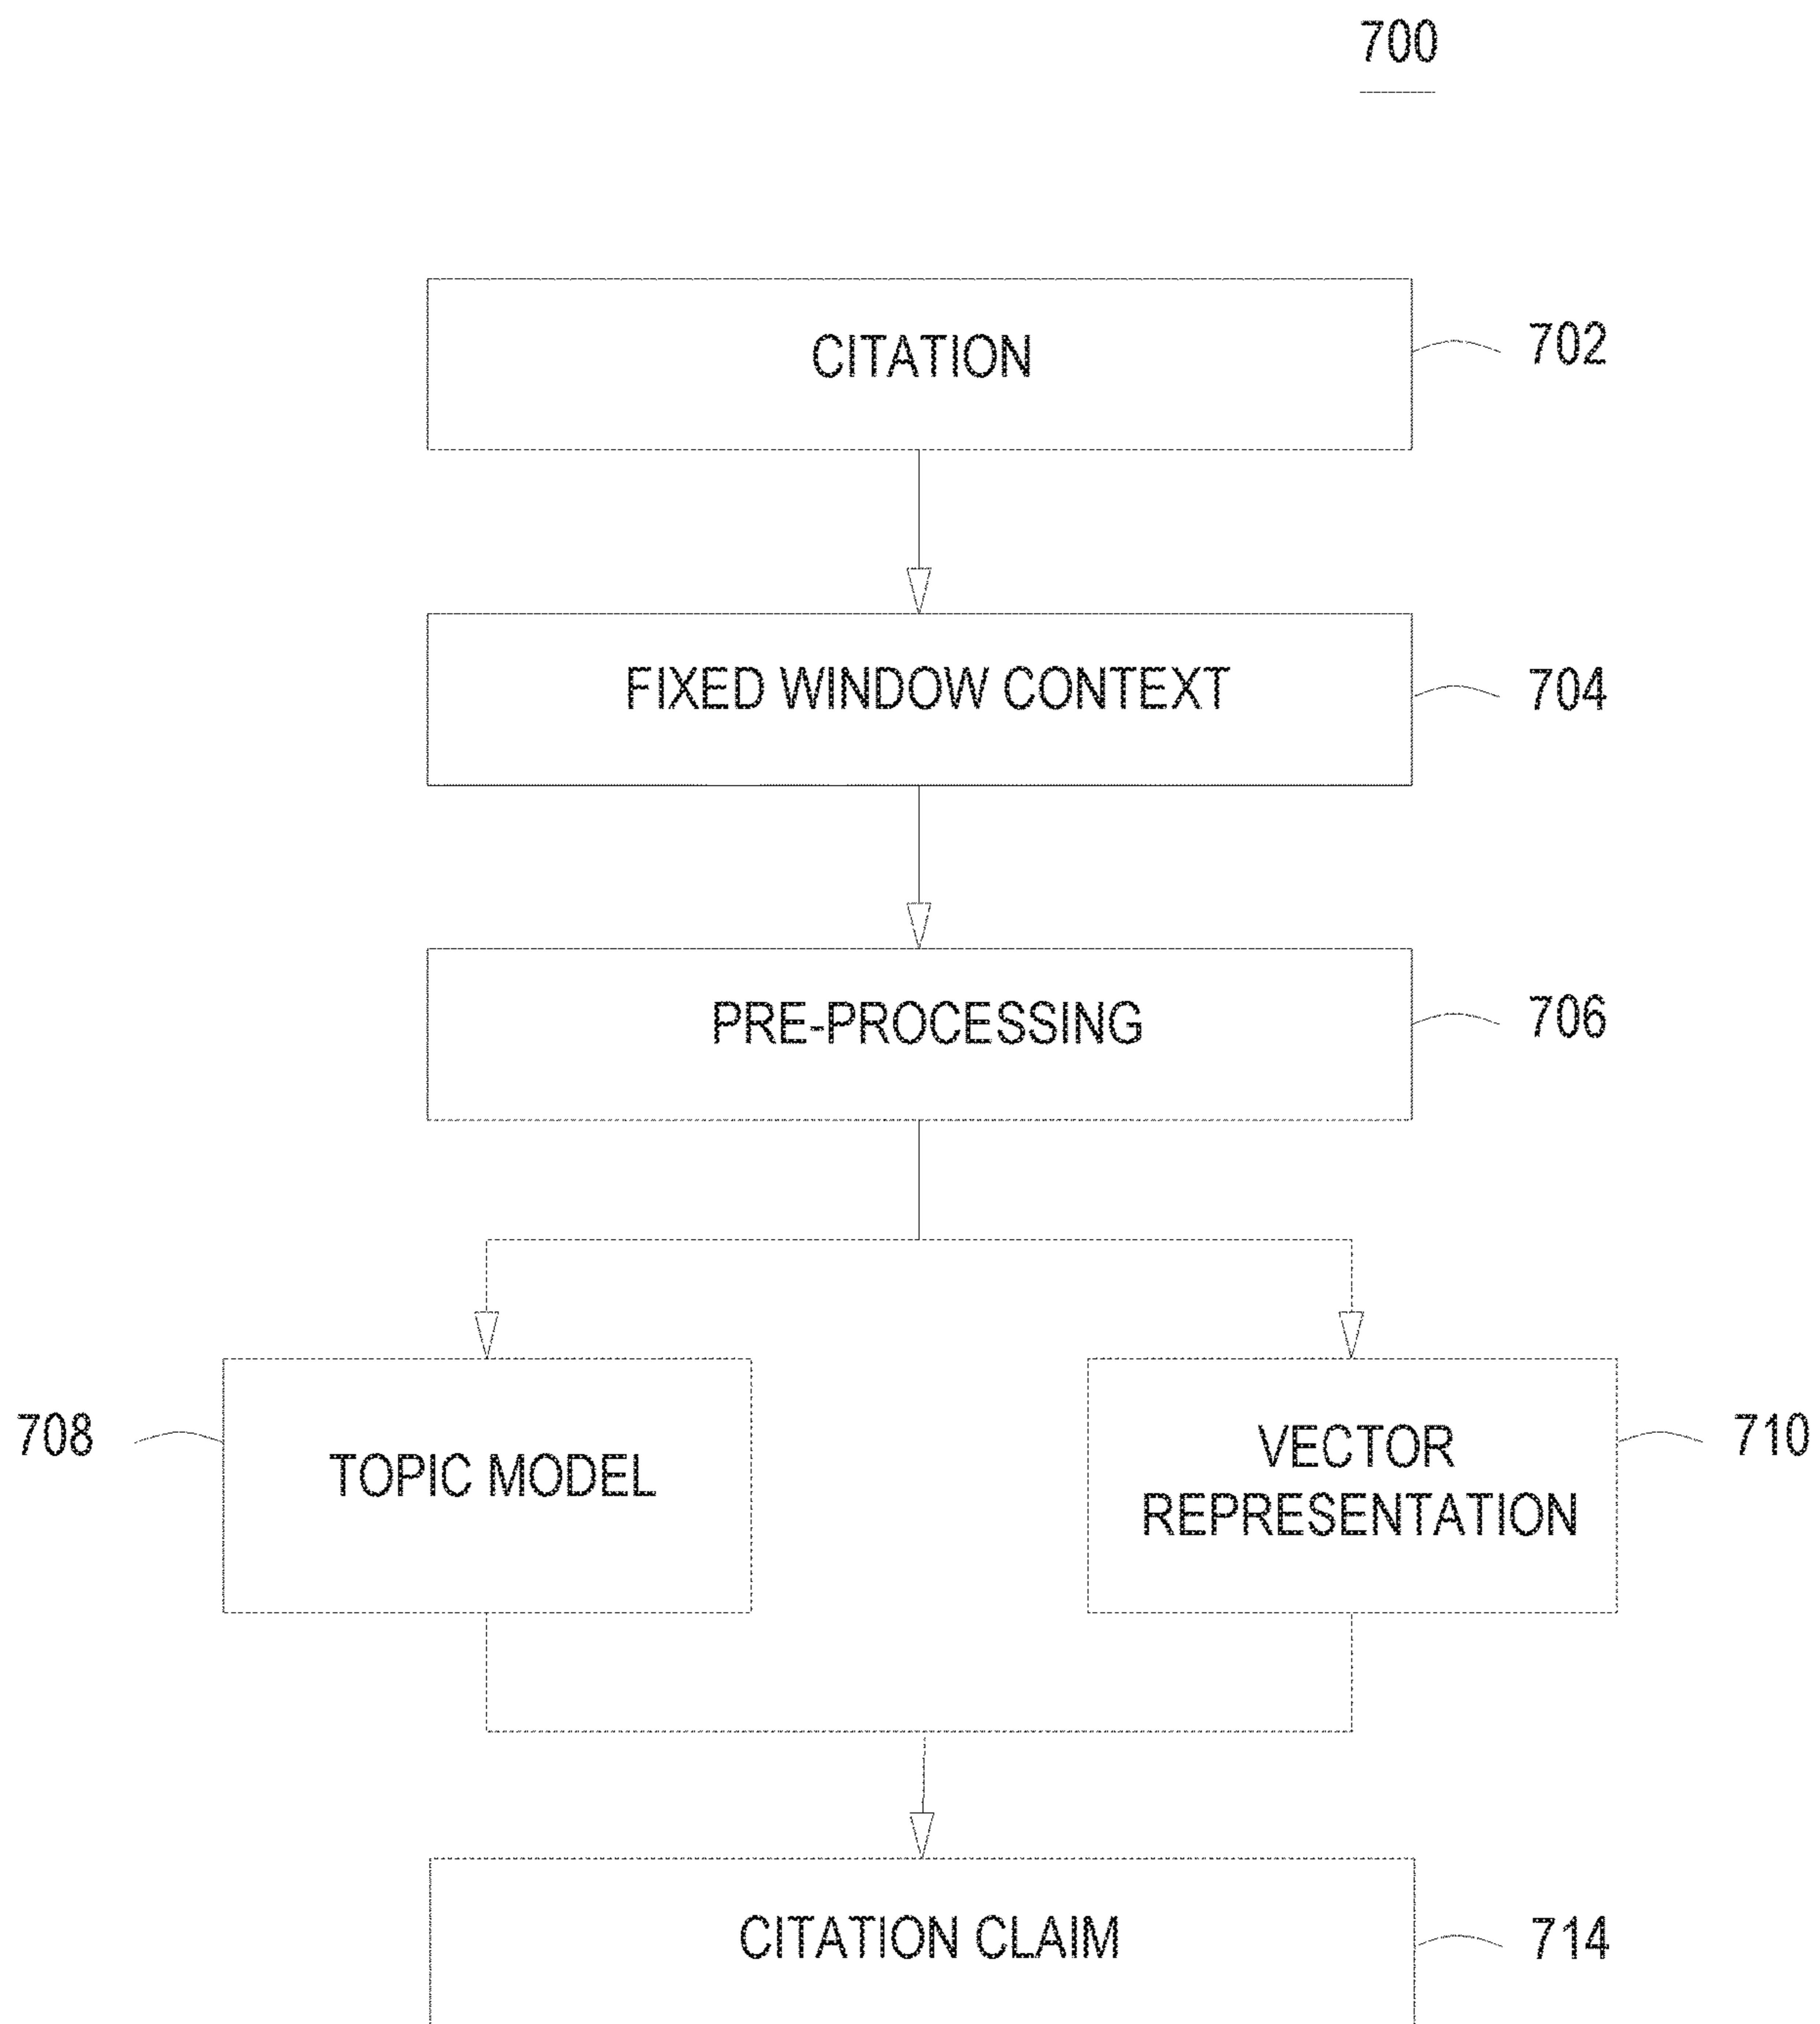 700
CITATION
702
FIXED WINDOW CONTEXT
704
PRE-PROCESSING
706
708
TOPIC MODEL
VECTOR
REPRESENTATION
710
CITATION CLAIM
714